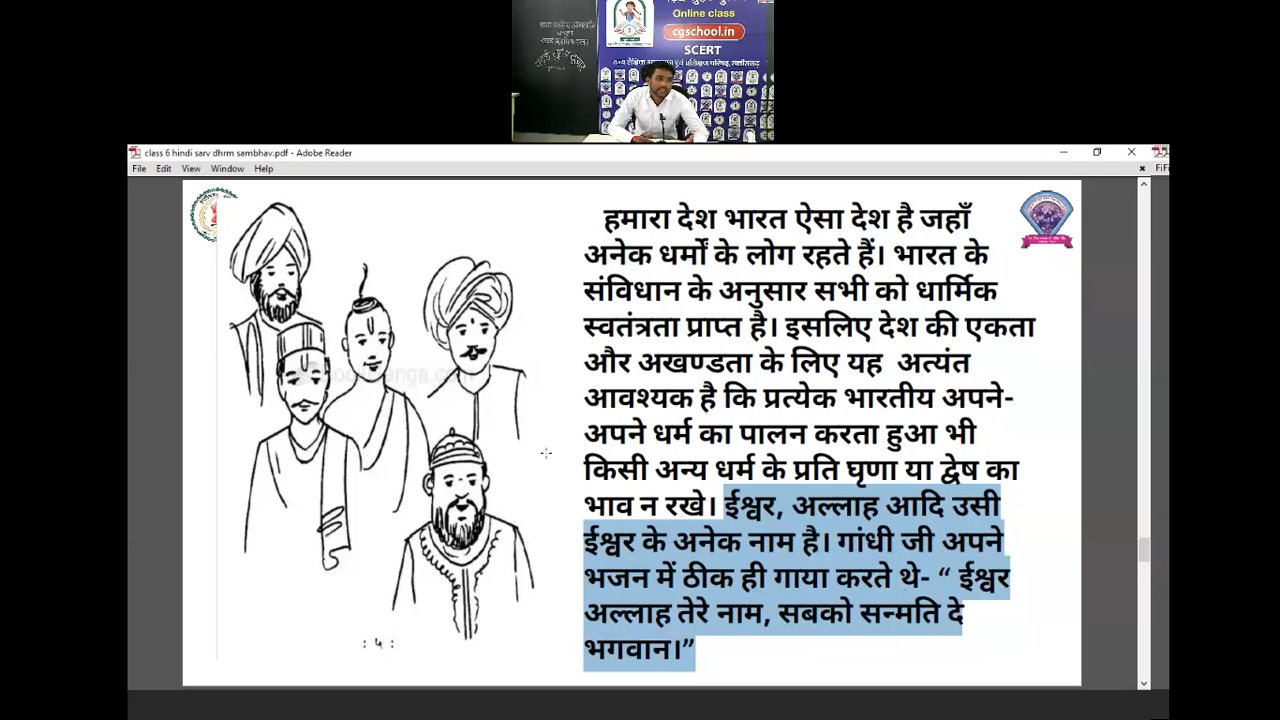 Online class
cgschool.in
SCERT
class 6 hindi sarv dhrm sambhav.pdf - Adobe Reader
File Edit View Window Help
हमारा देश भारत ऐसा देश है जहाँ
अनेक धर्मों के लोग रहते हैं। भारत के
संविधान के अनुसार सभी को धार्मिक
स्वतंत्रता प्राप्त है। इसलिए देश की एकता
और अखण्डता के लिए यह अत्यंत
आवश्यक है कि प्रत्येक भारतीय अपने-
अपने धर्म का पालन करता हुआ भी
किसी अन्य धर्म के प्रति घृणा या द्वेष का
भाव न रखे। ईश्वर, अल्लाह आदि उसी
ईश्वर के अनेक नाम है। गांधी जी अपने
भजन में ठीक ही गाया करते थे- “ ईश्वर
अल्लाह तेरे नाम, सबको सन्मति दे
भगवान।”
: ५ :